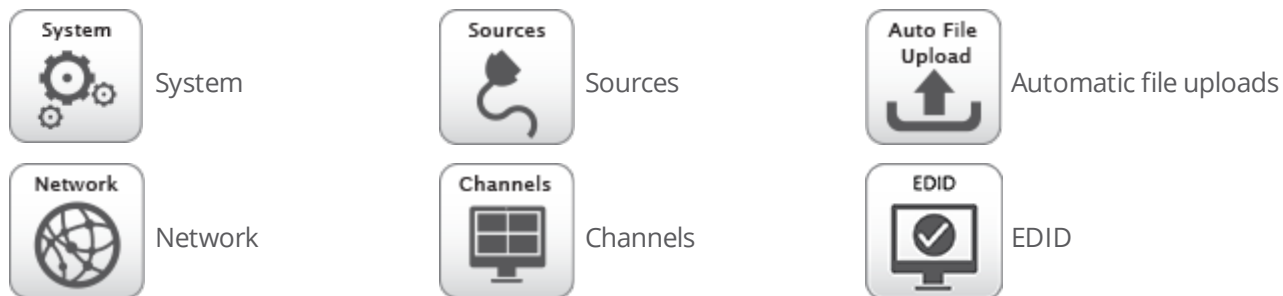 System
System
Sources
Sources
Auto File
Upload
Automatic file uploads
Network
Network
Channels
Channels
EDID
EDID